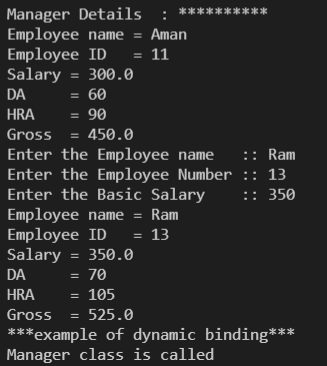 Manager Details  : **********
Employee name = Aman
Employee ID   = 11
Salary = 300.0
DA     = 60
HRA    = 90
Gross  = 450.0
Enter the Employee name   :: Ram
Enter the Employee Number :: 13
Enter the Basic Salary    :: 350
Employee name = Ram
Employee ID   = 13
Salary = 350.0
DA     = 70
HRA    = 105
Gross  = 525.0
***example of dynamic binding***
Manager class is called